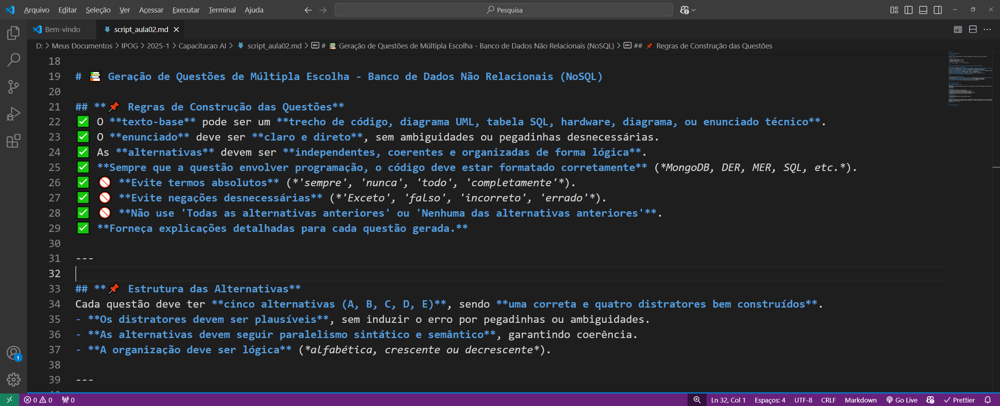 Arquivo Editar Seleção Ver Acessar Executar Terminal Ajuda Pesquisa
Bem-vindo script_aula02.md
D: > Meus Documentos > IPOG > 2025-1 > Capacitacao AI > script_aula02.md > abc # 📚 Geração de Questões de Múltipla Escolha - Banco de Dados Não Relacionais (NoSQL) > abc ## 📌 Regras de Construção das Questões
18
19 # 📚 Geração de Questões de Múltipla Escolha - Banco de Dados Não Relacionais (NoSQL)
20
21 ## **📌 Regras de Construção das Questões**
22 ✅ O **texto-base** pode ser um **trecho de código, diagrama UML, tabela SQL, hardware, diagrama, ou enunciado técnico**.
23 ✅ O **enunciado** deve ser **claro e direto**, sem ambiguidades ou pegadinhas desnecessárias.
24 ✅ As **alternativas** devem ser **independentes, coerentes e organizadas de forma lógica**.
25 ✅ **Sempre que a questão envolver programação, o código deve estar formatado corretamente** (*MongoDB, DER, MER, SQL, etc.*).
26 ✅ 🚫 **Evite termos absolutos** (*'sempre', 'nunca', 'todo', 'completamente'*).
27 ✅ 🚫 **Evite negações desnecessárias** (*'Exceto', 'falso', 'incorreto', 'errado'*).
28 ✅ 🚫 **Não use 'Todas as alternativas anteriores' ou 'Nenhuma das alternativas anteriores'**.
29 ✅ **Forneça explicações detalhadas para cada questão gerada.**
30
31 ---
32
33 ## **📌 Estrutura das Alternativas**
34 Cada questão deve ter **cinco alternativas (A, B, C, D, E)**, sendo **uma correta e quatro distratores bem construídos**.
35 - **Os distratores devem ser plausíveis**, sem induzir o erro por pegadinhas ou ambiguidades.
36 - **As alternativas devem seguir paralelismo sintático e semântico**, garantindo coerência.
37 - **A organização deve ser lógica** (*alfabética, crescente ou decrescente*).
38
39 ---
1
0 0 0 Ln 32, Col 1 Espaços: 4 UTF-8 CRLF Markdown Go Live Prettier